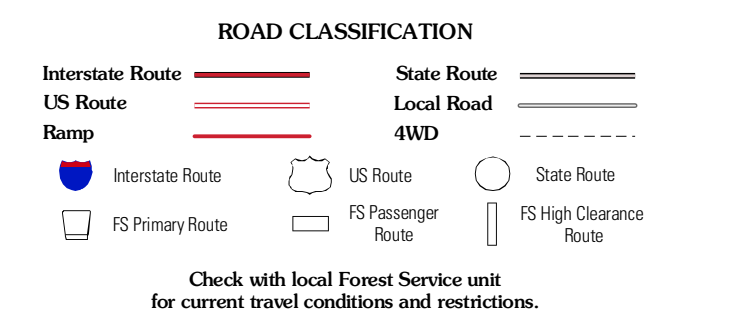 ROAD CLASSIFICATION
Interstate Route
State Route
US Route
Local Road
Ramp
4WD
Interstate Route
US Route
State Route
FS Primary Route
FS Passenger
Route
FS High Clearance
Route
Check with local Forest Service unit
for current travel conditions and restrictions.